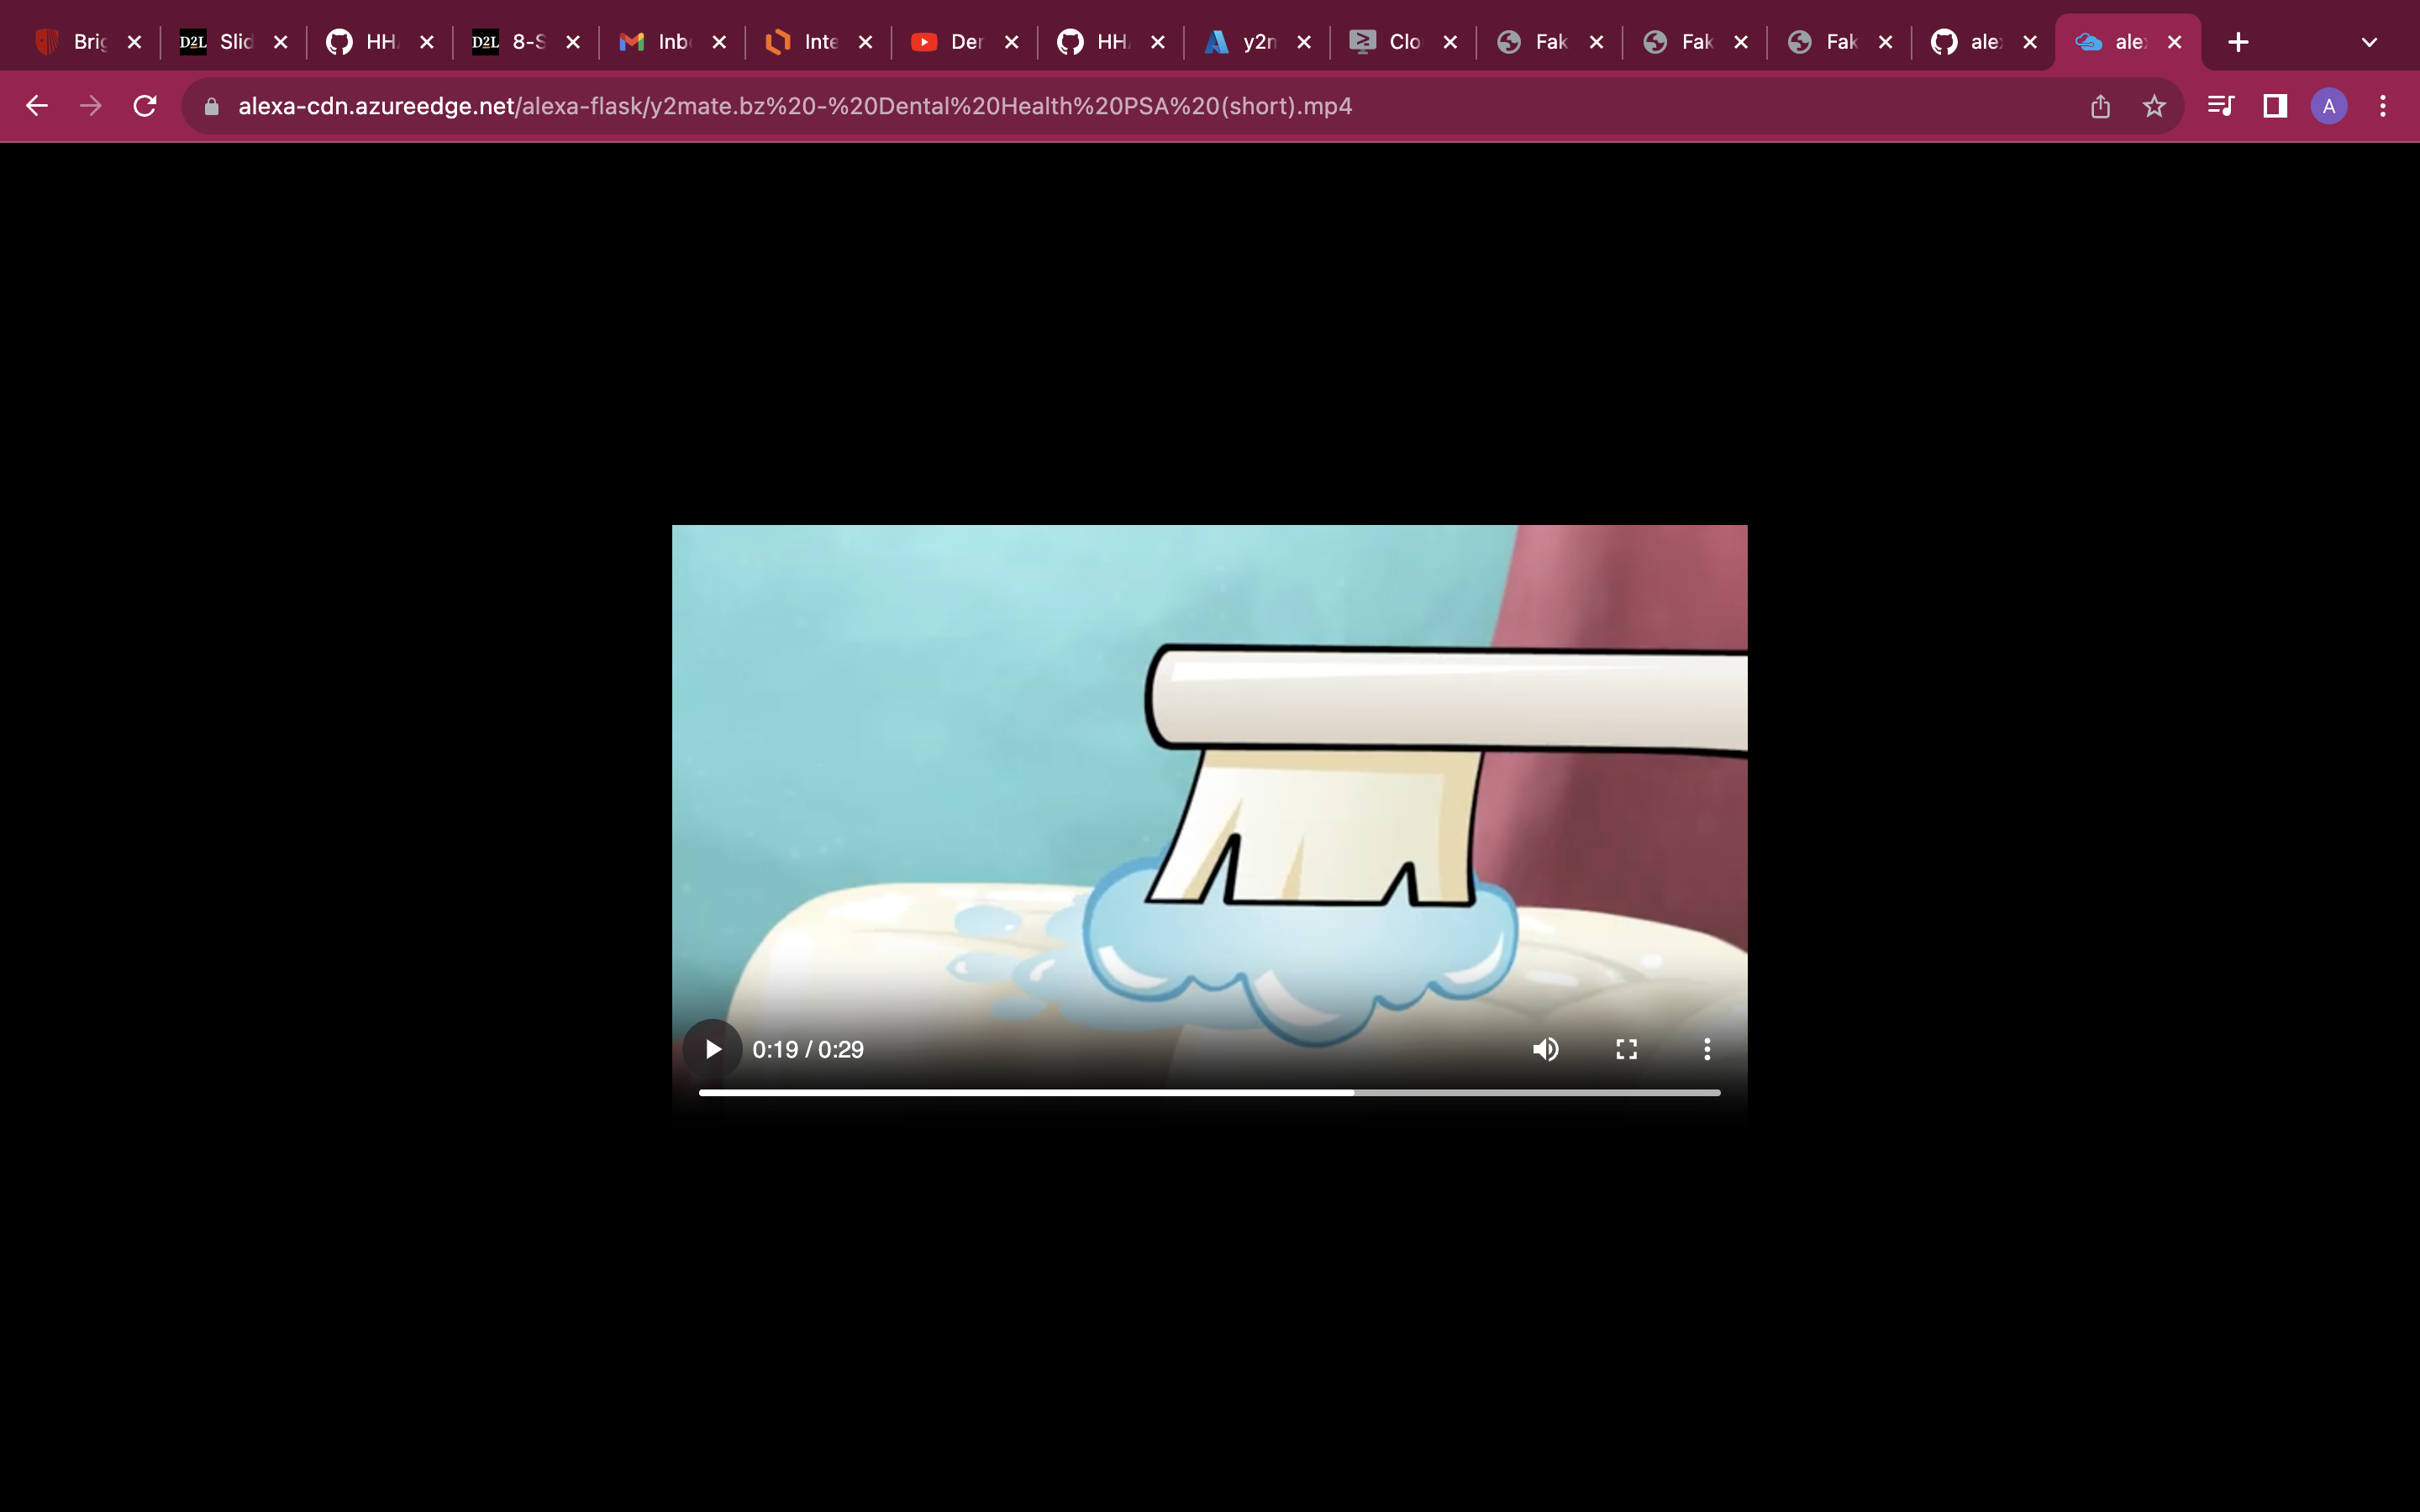 Brig D2L Slid HH D2L 8-S Inb Inte Der HH y2m Clo Fak Fak Fak ale ale
alexa-cdn.azureedge.net/alexa-flask/y2mate.bz%20-%20Dental%20Health%20PSA%20(short).mp4 A
0:19 / 0:29